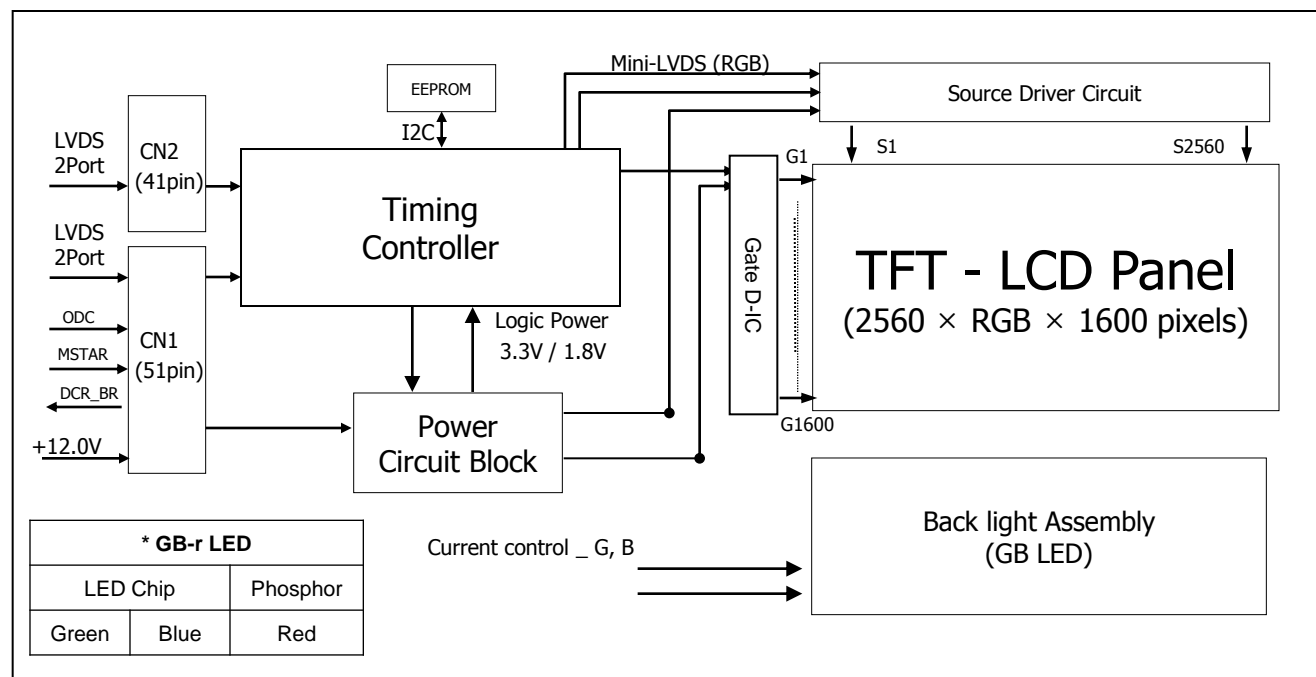 Mini-LVDS (RGB)
EEPROM
I2C
Source Driver Circuit
S1
S2560
LVDS
2Port
CN2
(41pin)
LVDS
2Port
ODC
MSTAR
DCR_BR
+12.0V
CN1
(51pin)
Timing
Controller
Logic Power
3.3V / 1.8V
Power
Circuit Block
G1
Gate D-IC
G1600
TFT - LCD Panel
(2560 × RGB × 1600 pixels)
Current control _ G, B
Back light Assembly
(GB LED)
* GB-r LED
LED Chip Phosphor
Green Blue Red